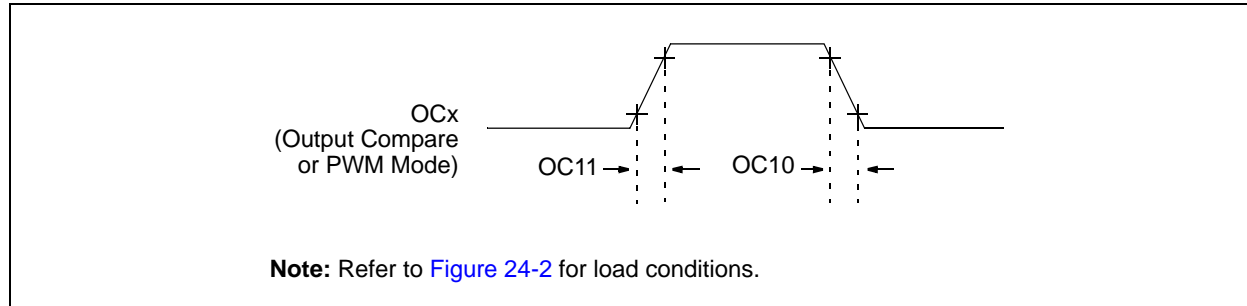 OCx
(Output Compare
or PWM Mode)
OC11
OC10
Note: Refer to Figure 24-2 for load conditions.